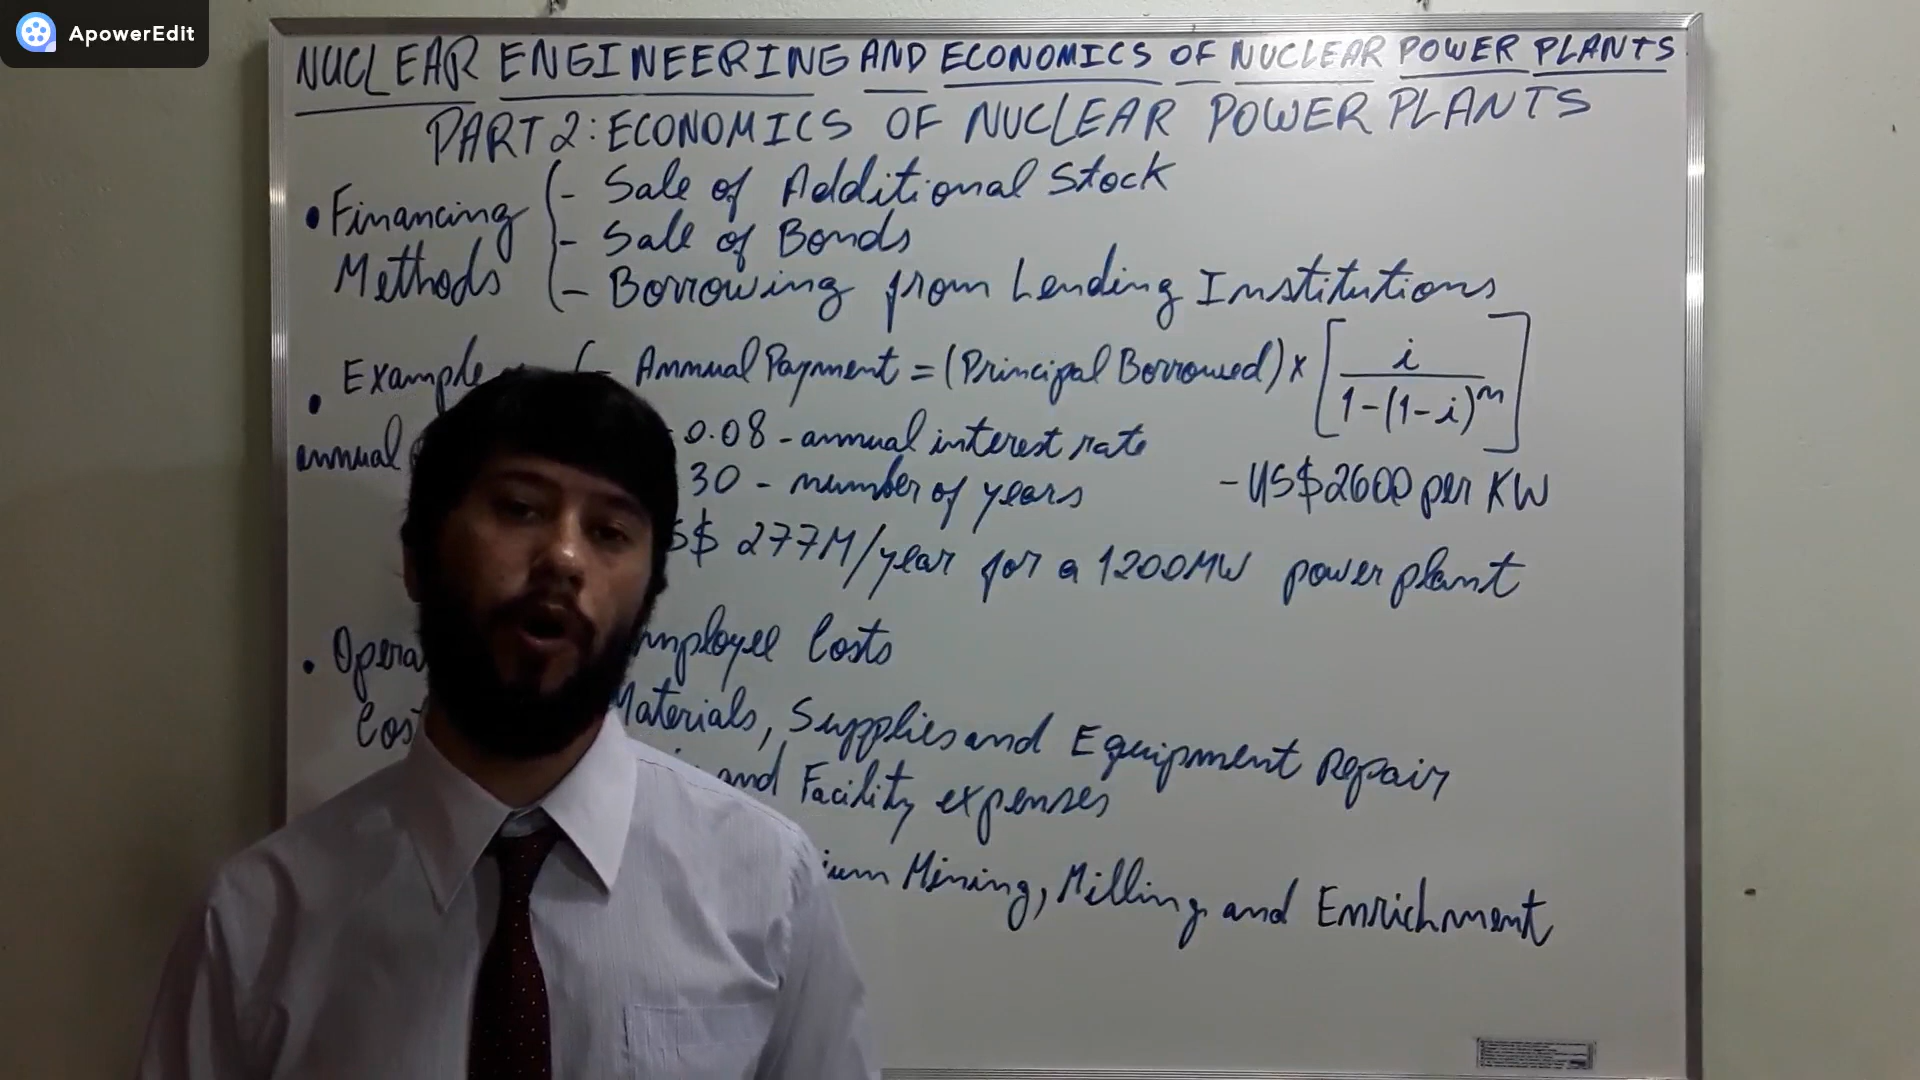 ApowerEdit
NUCLEAR ENGINEERING AND ECONOMICS OF NUCLEAR POWER PLANTS
PART 2: ECONOMICS OF NUCLEAR POWER PLANTS
• Financing Methods
- Sale of Additional Stock
- Sale of Bonds
- Borrowing from Lending Institutions
• Example
annual
- Annual Payment = (Principal Borrowed) x [i / 1-(1-i)^n]
0.08 - annual interest rate
30 - number of years
- US$2600 per KW
$ 277M/year for a 1200MW power plant
•
Employee Costs
Materials, Supplies and Equipment Repair
and Facility expenses
Mining, Milling and Enrichment